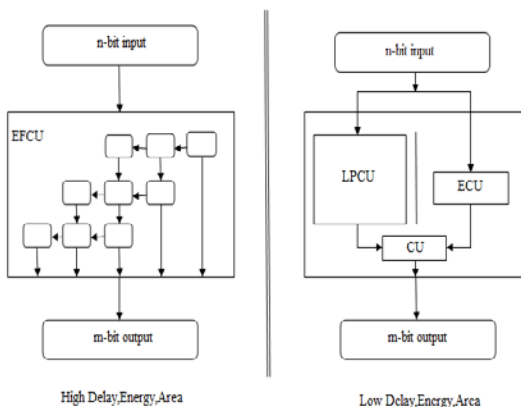 n-bit input
EFCU
m-bit output
High Delay,Energy,Area
n-bit input
LPCU
ECU
CU
m-bit output
Low Delay,Energy,Area